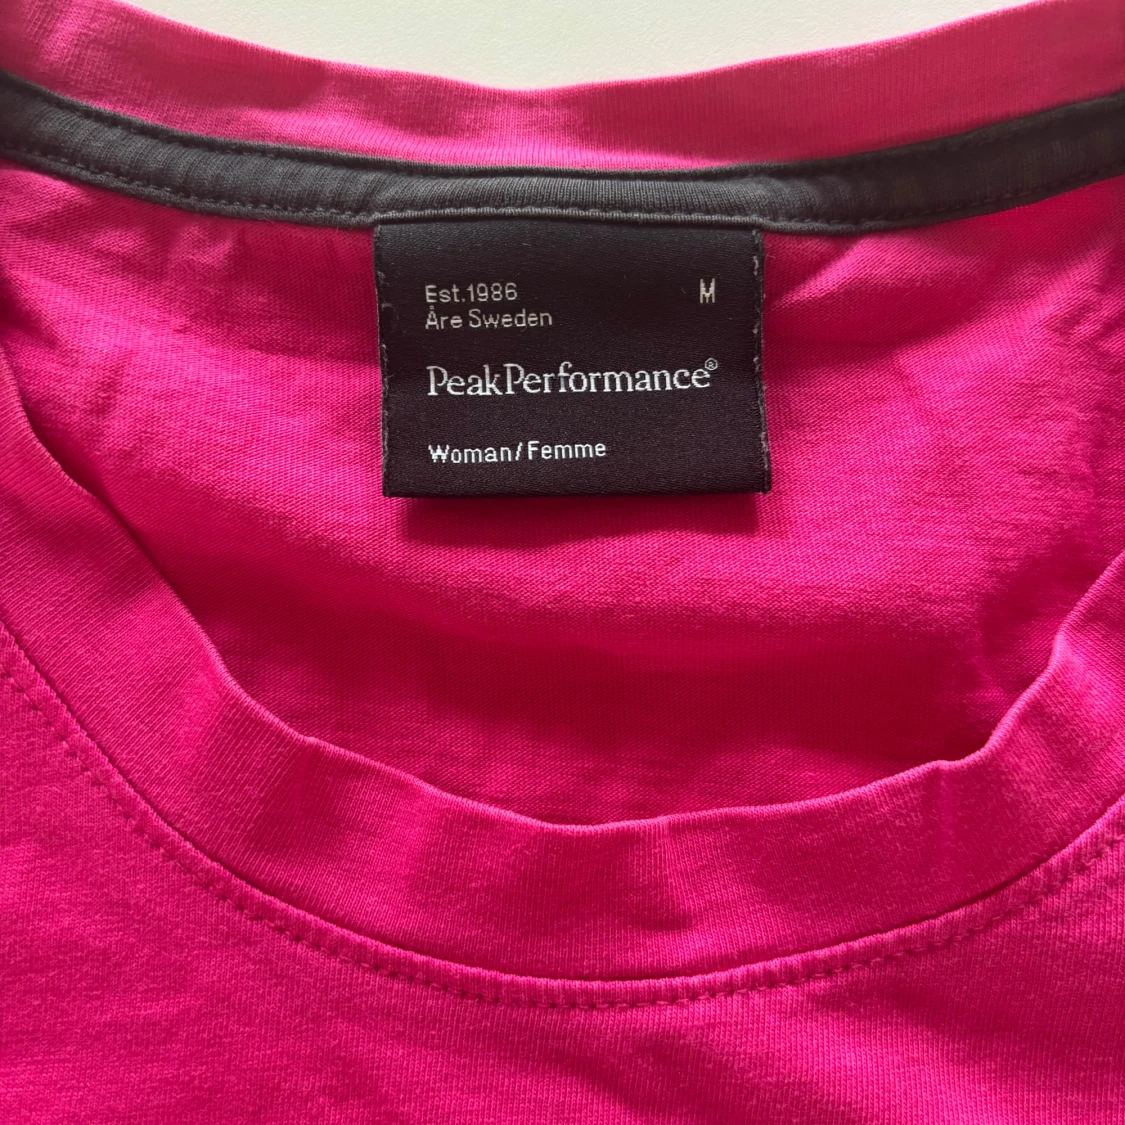 Est.1986 M
Åre Sweden
PeakPerformance®
Woman/Femme